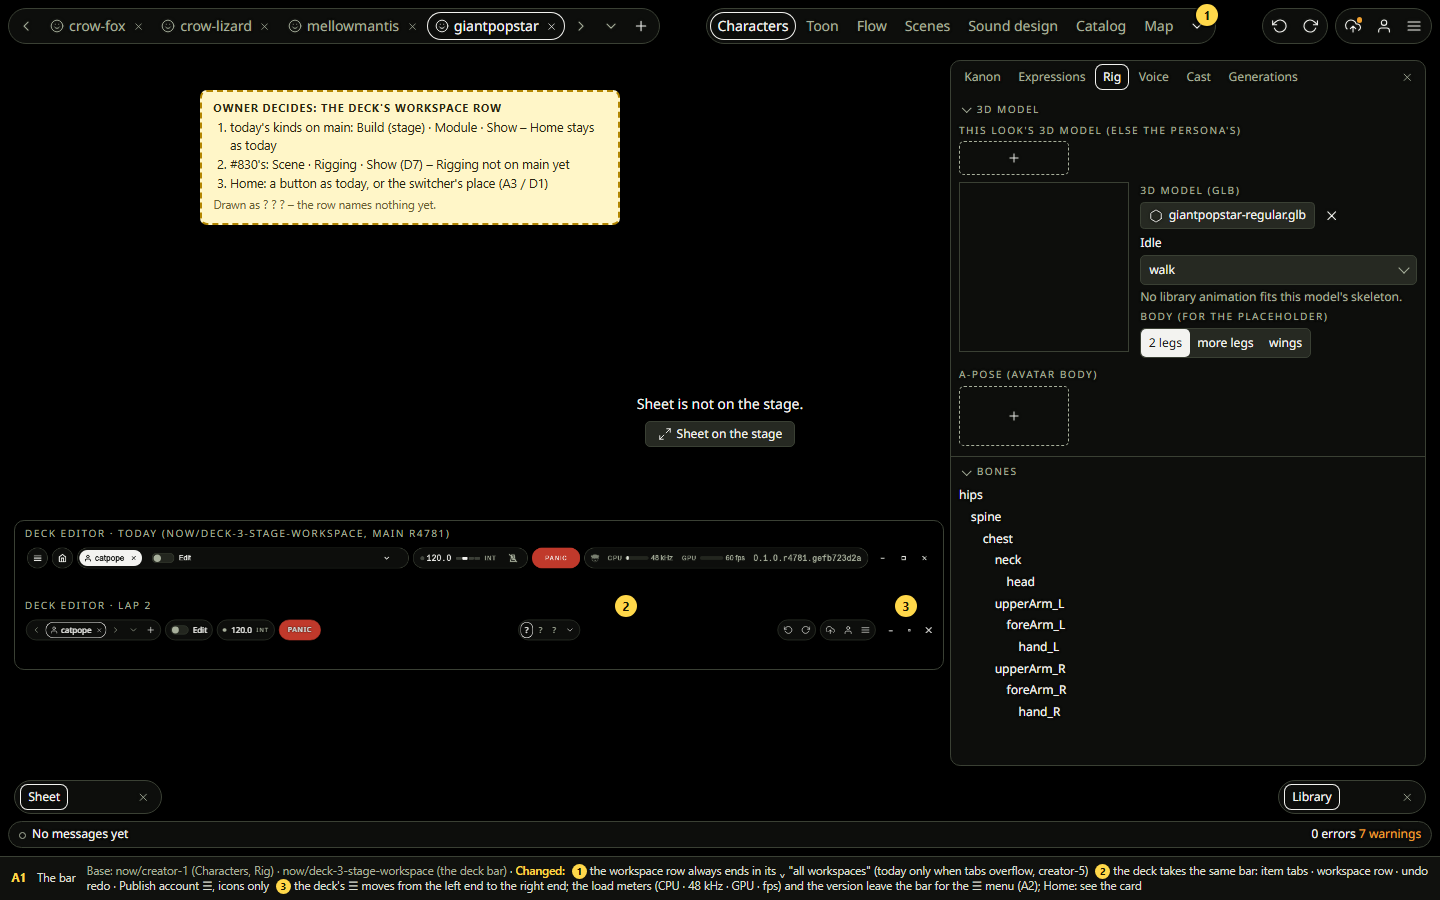 crow-fox × crow-lizard × mellowmantis × giantpopstar ×
Characters Toon Flow Scenes Sound design Catalog Map 1
OWNER DECIDES: THE DECK'S WORKSPACE ROW
1. today's kinds on main: Build (stage) · Module · Show – Home stays
as today
2. #830's: Scene · Rigging · Show (D7) – Rigging not on main yet
3. Home: a button as today, or the switcher's place (A3 / D1)
Drawn as ? ? ? – the row names nothing yet.
Sheet is not on the stage.
Sheet on the stage
Kanon Expressions Rig Voice Cast Generations ×
3D MODEL
THIS LOOK'S 3D MODEL (ELSE THE PERSONA'S)
+
3D MODEL (GLB)
giantpopstar-regular.glb ×
Idle
walk
No library animation fits this model's skeleton.
BODY (FOR THE PLACEHOLDER)
2 legs more legs wings
A-POSE (AVATAR BODY)
+
BONES
hips
spine
chest
neck
head
upperArm_L
foreArm_L
hand_L
upperArm_R
foreArm_R
hand_R
DECK EDITOR · TODAY (NOW/DECK-3-STAGE-WORKSPACE, MAIN R4781)
catpope × Edit 120.0 INT PANIC CPU 48 kHz GPU 60 fps 0.1.0.r4781.gefb723d2a
DECK EDITOR · LAP 2 2 3
catpope × + Edit 120.0 INT PANIC ? ? ?
Sheet ×
Library ×
No messages yet
0 errors 7 warnings
A1 The bar
Base: now/creator-1 (Characters, Rig) · now/deck-3-stage-workspace (the deck bar) · Changed: 1 the workspace row always ends in its ⌄ "all workspaces" (today only when tabs overflow, creator-5) 2 the deck takes the same bar: item tabs · workspace row · undo
redo · Publish account ☰, icons only 3 the deck's ☰ moves from the left end to the right end; the load meters (CPU · 48 kHz · GPU · fps) and the version leave the bar for the ☰ menu (A2); Home: see the card